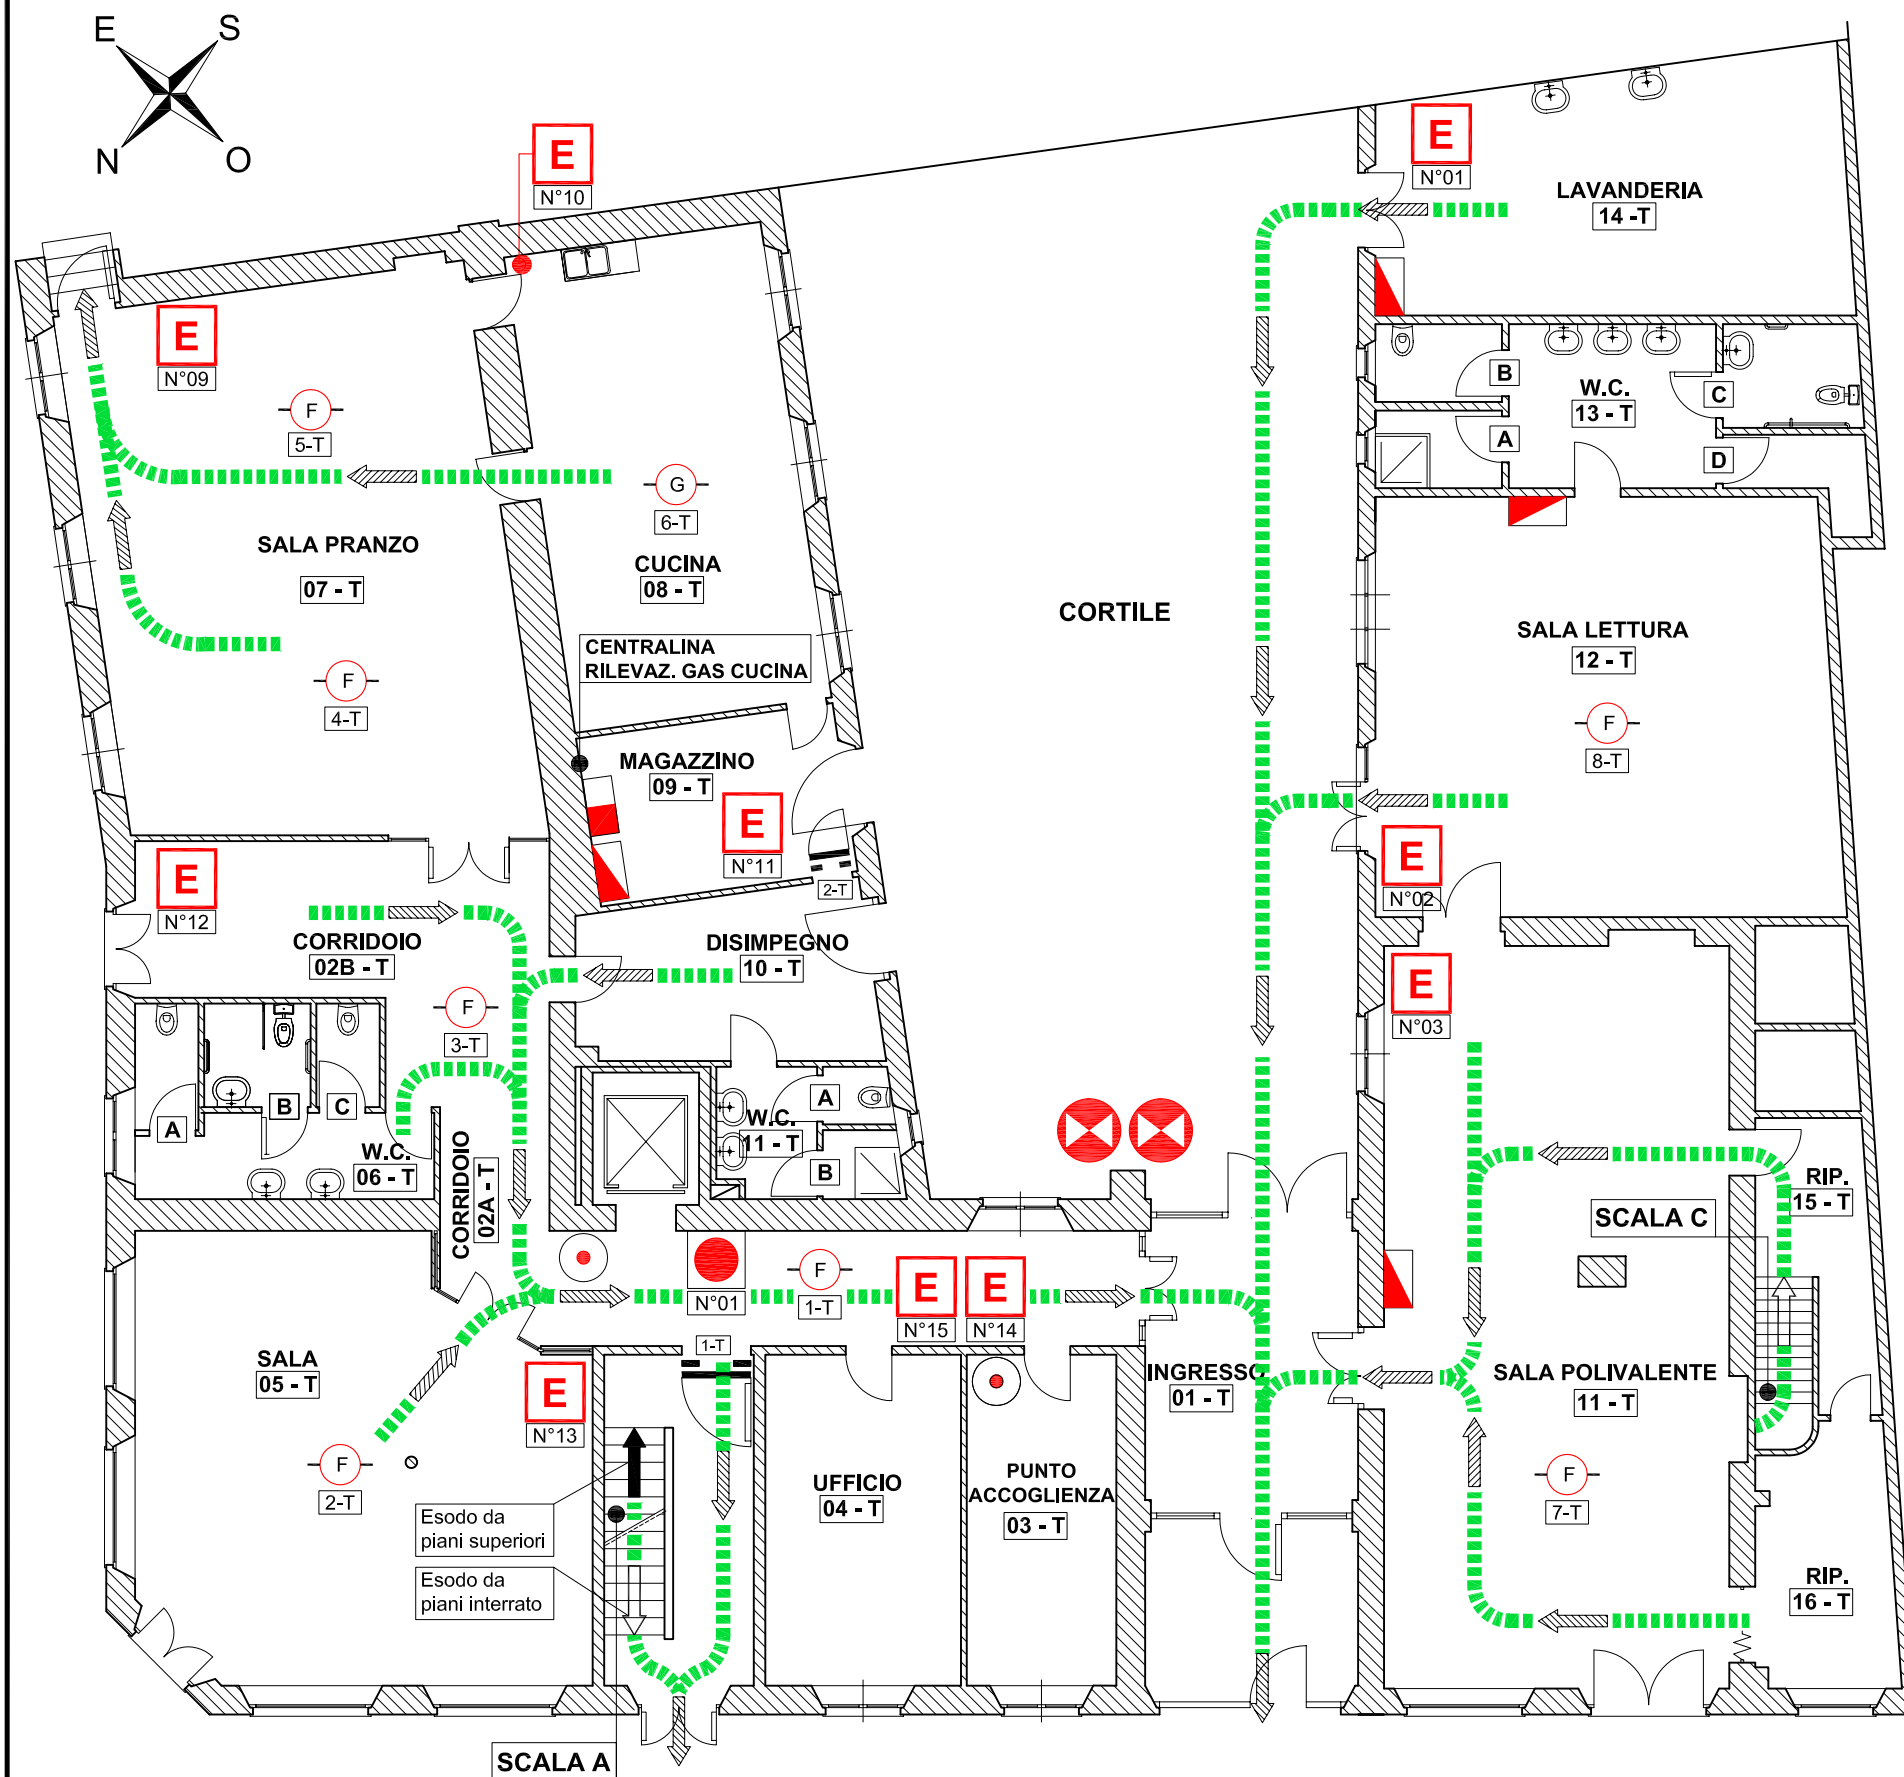 E
S
N
O
E
N°10
E
N°01
LAVANDERIA
14 -T
E
N°09
F
5-T
G
6-T
B
W.C.
13 - T
C
A
D
SALA PRANZO
07 - T
CUCINA
08 - T
CORTILE
SALA LETTURA
12 - T
CENTRALINA
RILEVAZ. GAS CUCINA
F
4-T
F
8-T
MAGAZZINO
09 - T
E
N°11
2-T
E
N°12
E
N°02
CORRIDOIO
02B - T
DISIMPEGNO
10 - T
E
N°03
F
3-T
A
B
C
W.C.
06 - T
CORRIDOIO
02A - T
W.C.
11 - T
A
B
RIP.
15 - T
SCALA C
N°01
F
1-T
E
N°15
E
N°14
1-T
SALA
05 - T
E
N°13
INGRESSO
01 - T
SALA POLIVALENTE
11 - T
F
2-T
UFFICIO
04 - T
PUNTO
ACCOGLIENZA
03 - T
F
7-T
Esodo da
piani superiori
Esodo da
piani interrato
RIP.
16 - T
SCALA A